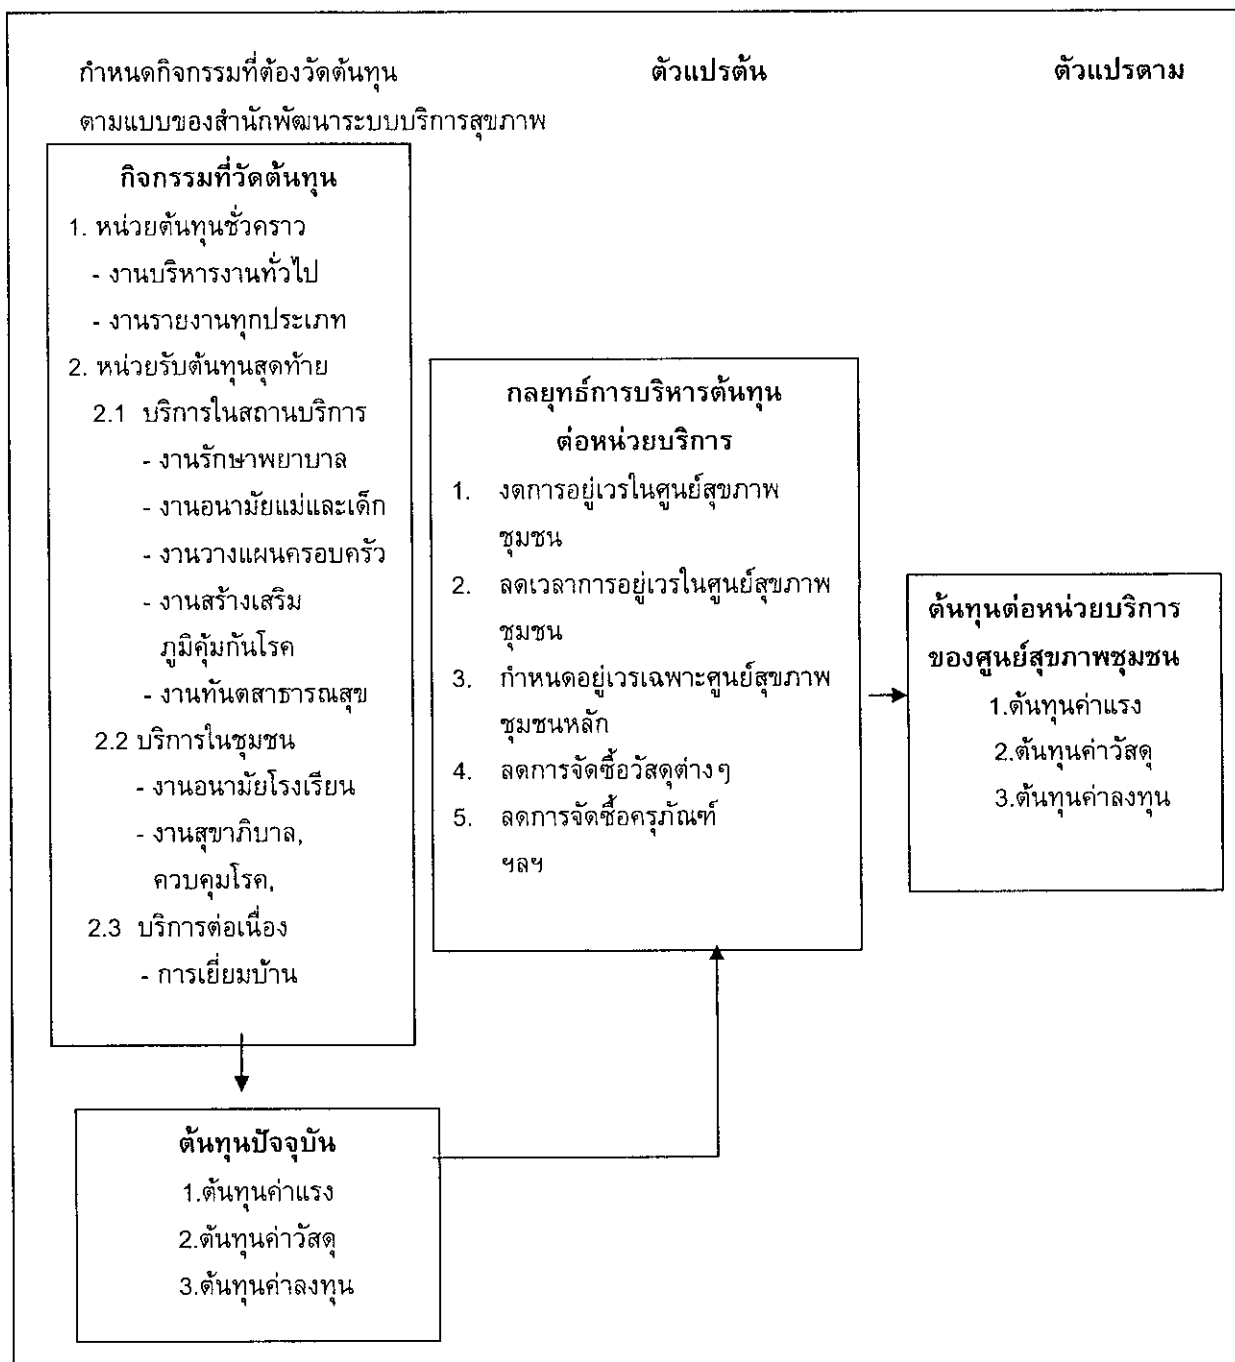 กำหนดกิจกรรมที่ต้องวัดต้นทุน
ตามแบบของสำนักพัฒนาระบบบริการสุขภาพ
ตัวแปรต้น
ตัวแปรตาม
กิจกรรมที่วัดต้นทุน
1. หน่วยต้นทุนชั่วคราว
- งานบริหารงานทั่วไป
- งานรายงานทุกประเภท
2. หน่วยรับต้นทุนสุดท้าย
2.1 บริการในสถานบริการ
- งานรักษาพยาบาล
- งานอนามัยแม่และเด็ก
- งานวางแผนครอบครัว
- งานสร้างเสริม
ภูมิคุ้มกันโรค
- งานทันตสาธารณสุข
2.2 บริการในชุมชน
- งานอนามัยโรงเรียน
- งานสุขาภิบาล,
ควบคุมโรค,
2.3 บริการต่อเนื่อง
- การเยี่ยมบ้าน
ต้นทุนปัจจุบัน
1.ต้นทุนค่าแรง
2.ต้นทุนค่าวัสดุ
3.ต้นทุนค่าลงทุน
กลยุทธ์การบริหารต้นทุน
ต่อหน่วยบริการ
1. งดการอยู่เวรในศูนย์สุขภาพ
ชุมชน
2. ลดเวลาการอยู่เวรในศูนย์สุขภาพ
ชุมชน
3. กำหนดอยู่เวรเฉพาะศูนย์สุขภาพ
ชุมชนหลัก
4. ลดการจัดซื้อวัสดุต่างๆ
5. ลดการจัดซื้อครุภัณฑ์
ฯลฯ
ต้นทุนต่อหน่วยบริการ
ของศูนย์สุขภาพชุมชน
1.ต้นทุนค่าแรง
2.ต้นทุนค่าวัสดุ
3.ต้นทุนค่าลงทุน